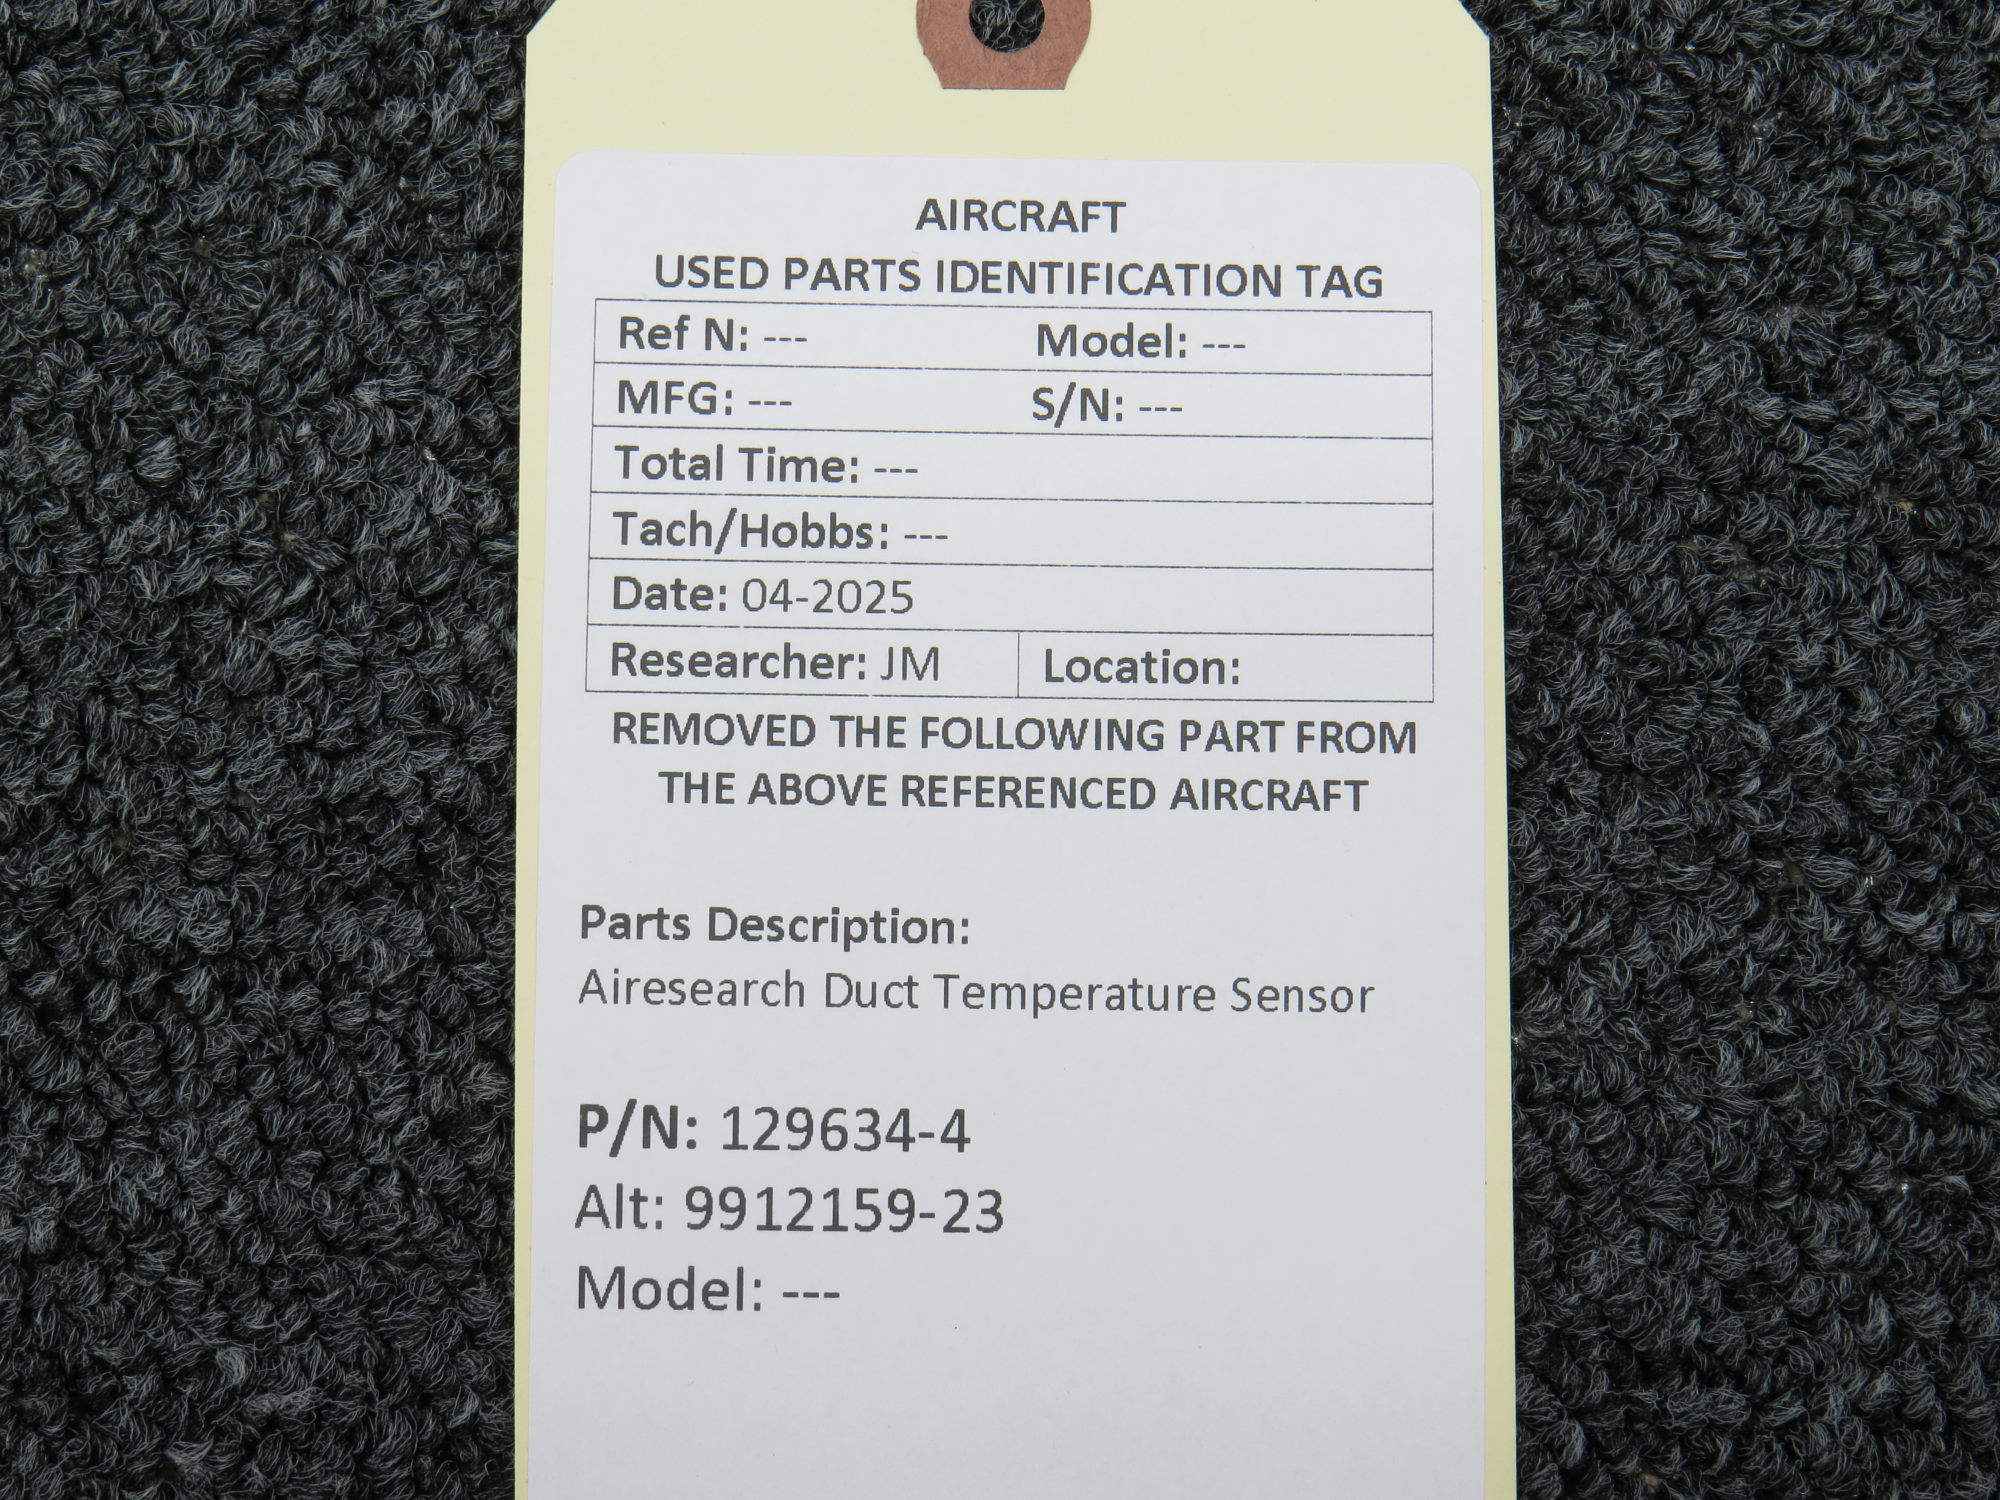 AIRCRAFT
USED PARTS IDENTIFICATION TAG
Ref N: --- Model: ---
MFG: --- S/N: ---
Total Time: ---
Tach/Hobbs: ---
Date: 04-2025
Researcher: JM Location:
REMOVED THE FOLLOWING PART FROM
THE ABOVE REFERENCED AIRCRAFT
Parts Description:
Airesearch Duct Temperature Sensor
P/N: 129634-4
Alt: 9912159-23
Model: ---